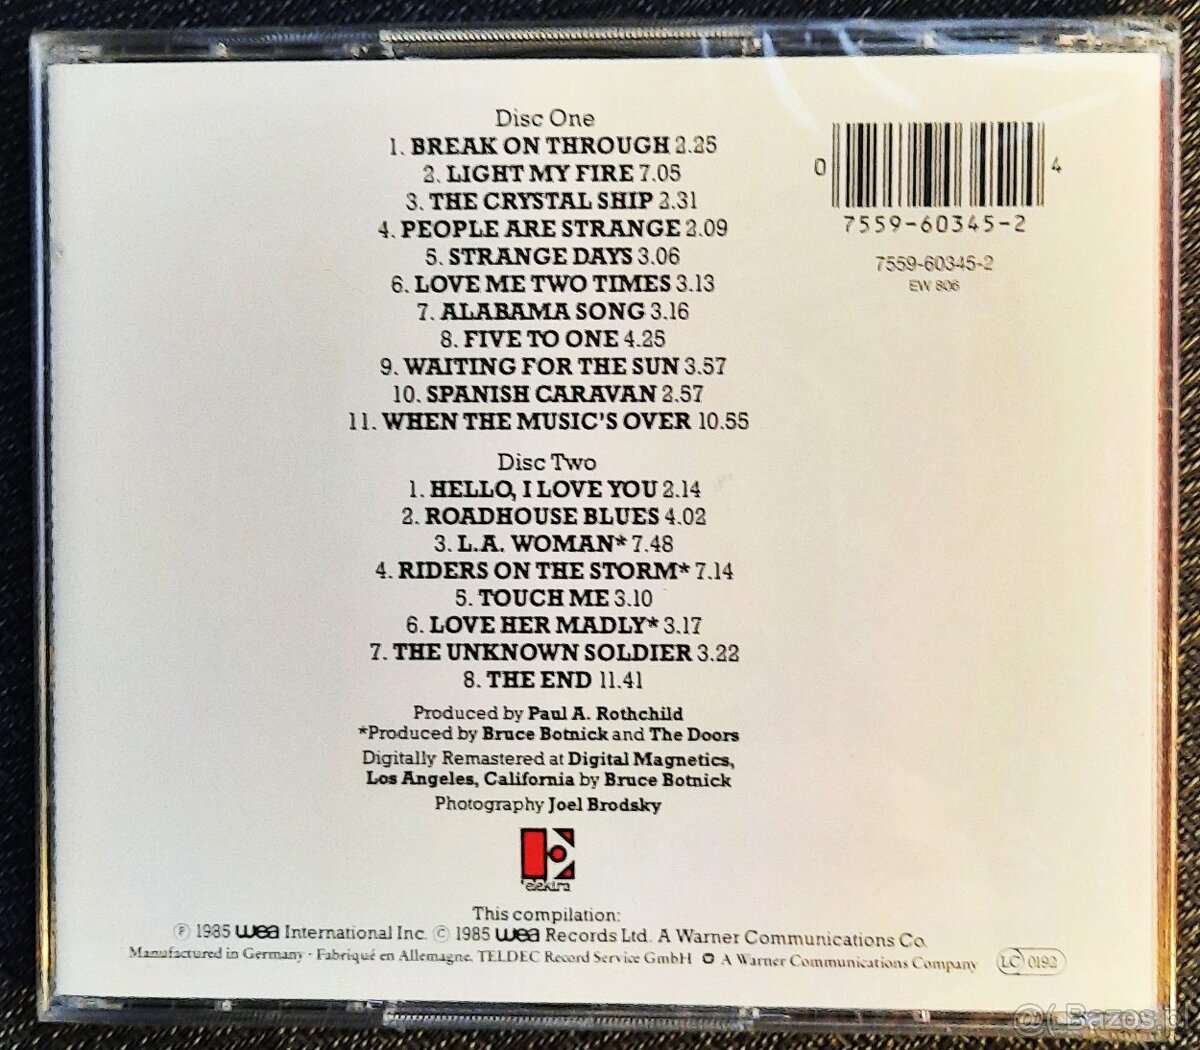 Disc One
1. BREAK ON THROUGH 2.25
2. LIGHT MY FIRE 7.05
3. THE CRYSTAL SHIP 2.31
4. PEOPLE ARE STRANGE 2.09
5. STRANGE DAYS 3.06
6. LOVE ME TWO TIMES 3.13
7. ALABAMA SONG 3.16
8. FIVE TO ONE 4.25
9. WAITING FOR THE SUN 3.57
10. SPANISH CARAVAN 2.57
11. WHEN THE MUSIC'S OVER 10.55
0 4
7559-60345-2
7559-60345-2
EW 806
Disc Two
1. HELLO, I LOVE YOU 2.14
2. ROADHOUSE BLUES 4.02
3. L.A. WOMAN* 7.48
4. RIDERS ON THE STORM* 7.14
5. TOUCH ME 3.10
6. LOVE HER MADLY* 3.17
7. THE UNKNOWN SOLDIER 3.22
8. THE END 11.41
Produced by Paul A. Rothchild
*Produced by Bruce Botnick and The Doors
Digitally Remastered at Digital Magnetics,
Los Angeles, California by Bruce Botnick
Photography Joel Brodsky
elektra
This compilation:
℗ 1985 wea International Inc. © 1985 wea Records Ltd. A Warner Communications Co.
Manufactured in Germany · Fabriqué en Allemagne. TELDEC Record Service GmbH A Warner Communications Company
LC 0192